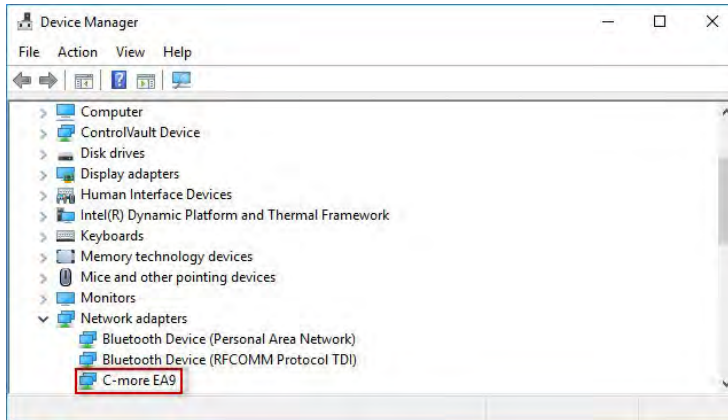 Device Manager
File Action View Help
Computer
ControlVault Device
Disk drives
Display adapters
Human Interface Devices
Intel(R) Dynamic Platform and Thermal Framework
Keyboards
Memory technology devices
Mice and other pointing devices
Monitors
Network adapters
Bluetooth Device (Personal Area Network)
Bluetooth Device (RFCOMM Protocol TDI)
C-more EA9